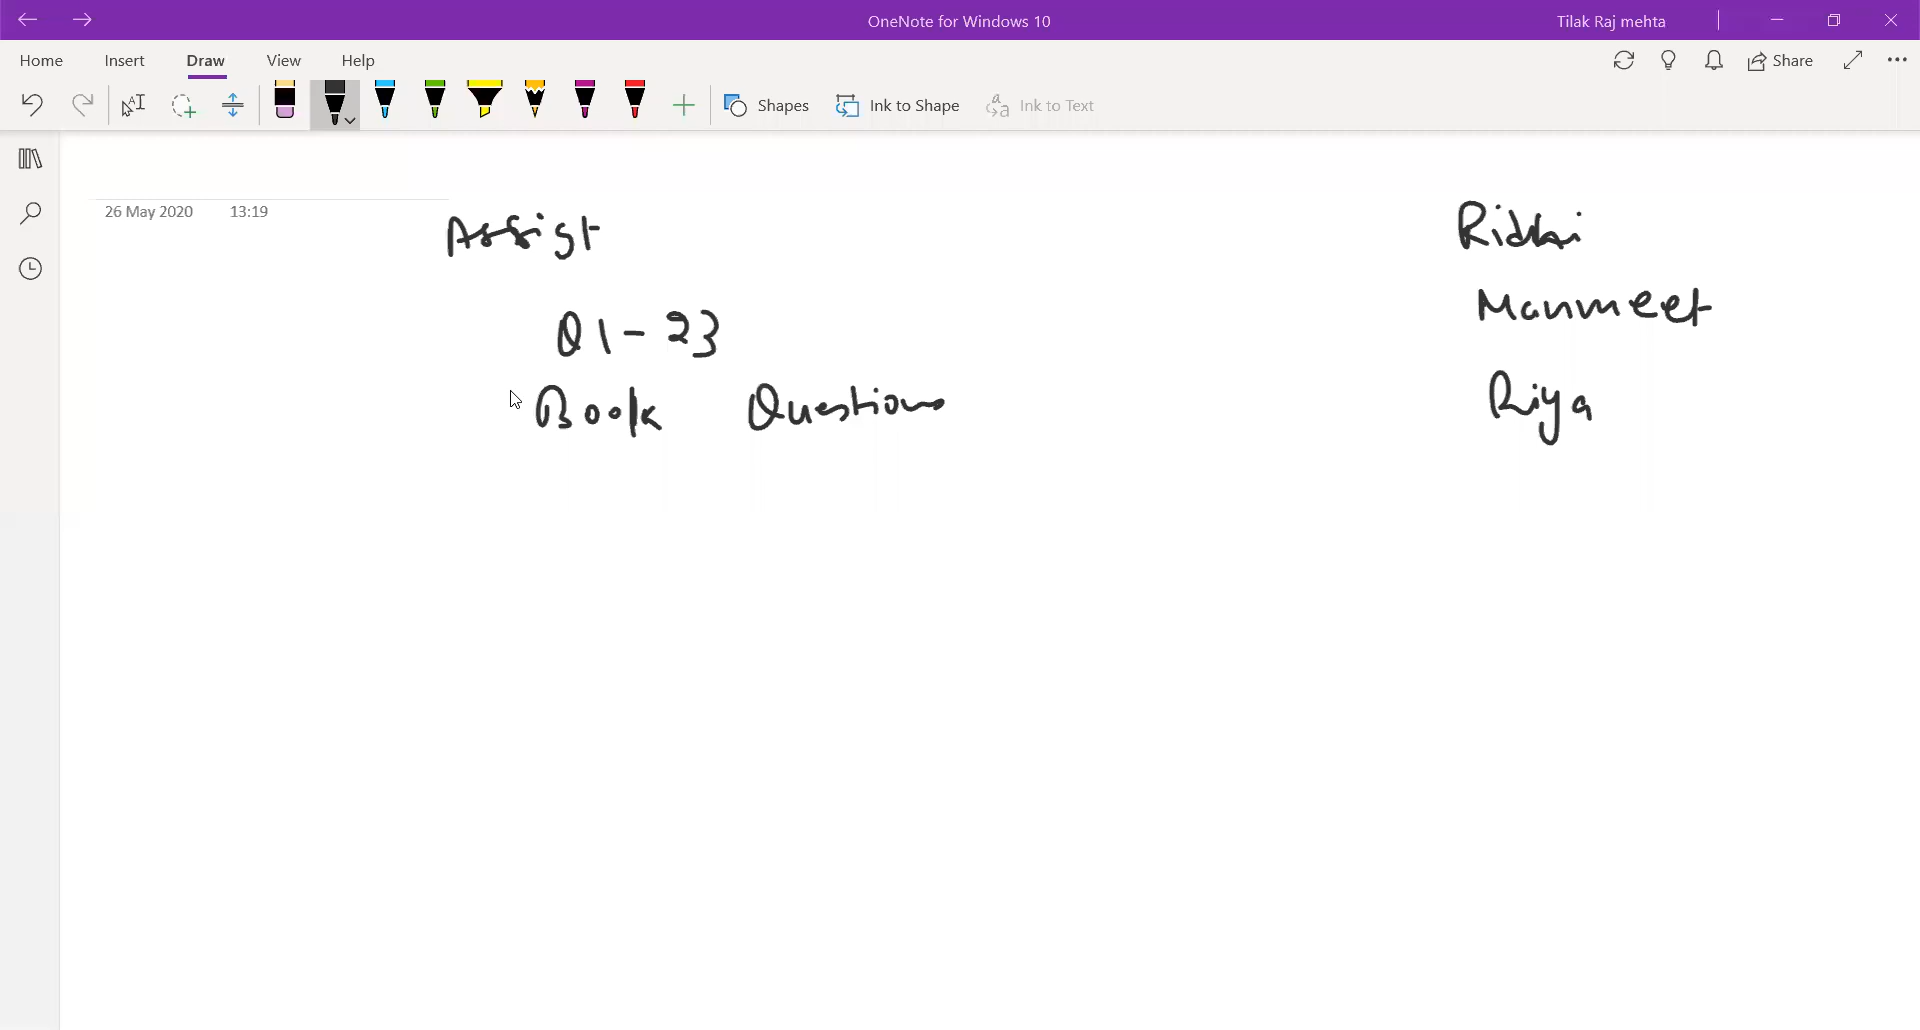 OneNote for Windows 10
Tilak Raj mehta
Home Insert Draw View Help
Share
Shapes Ink to Shape Ink to Text
26 May 2020 13:19
Assigt
Q1-23
Book Questions
Ridhi
Manmeet
Riya